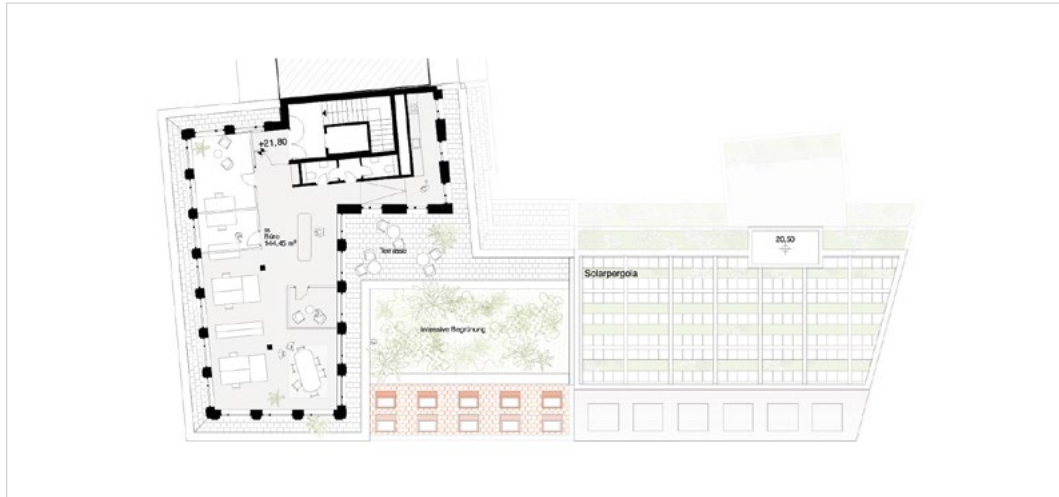 +21,80
Büro
144,45 m²
Terrasse
Intensive Begrünung
Solarpergola
20,50